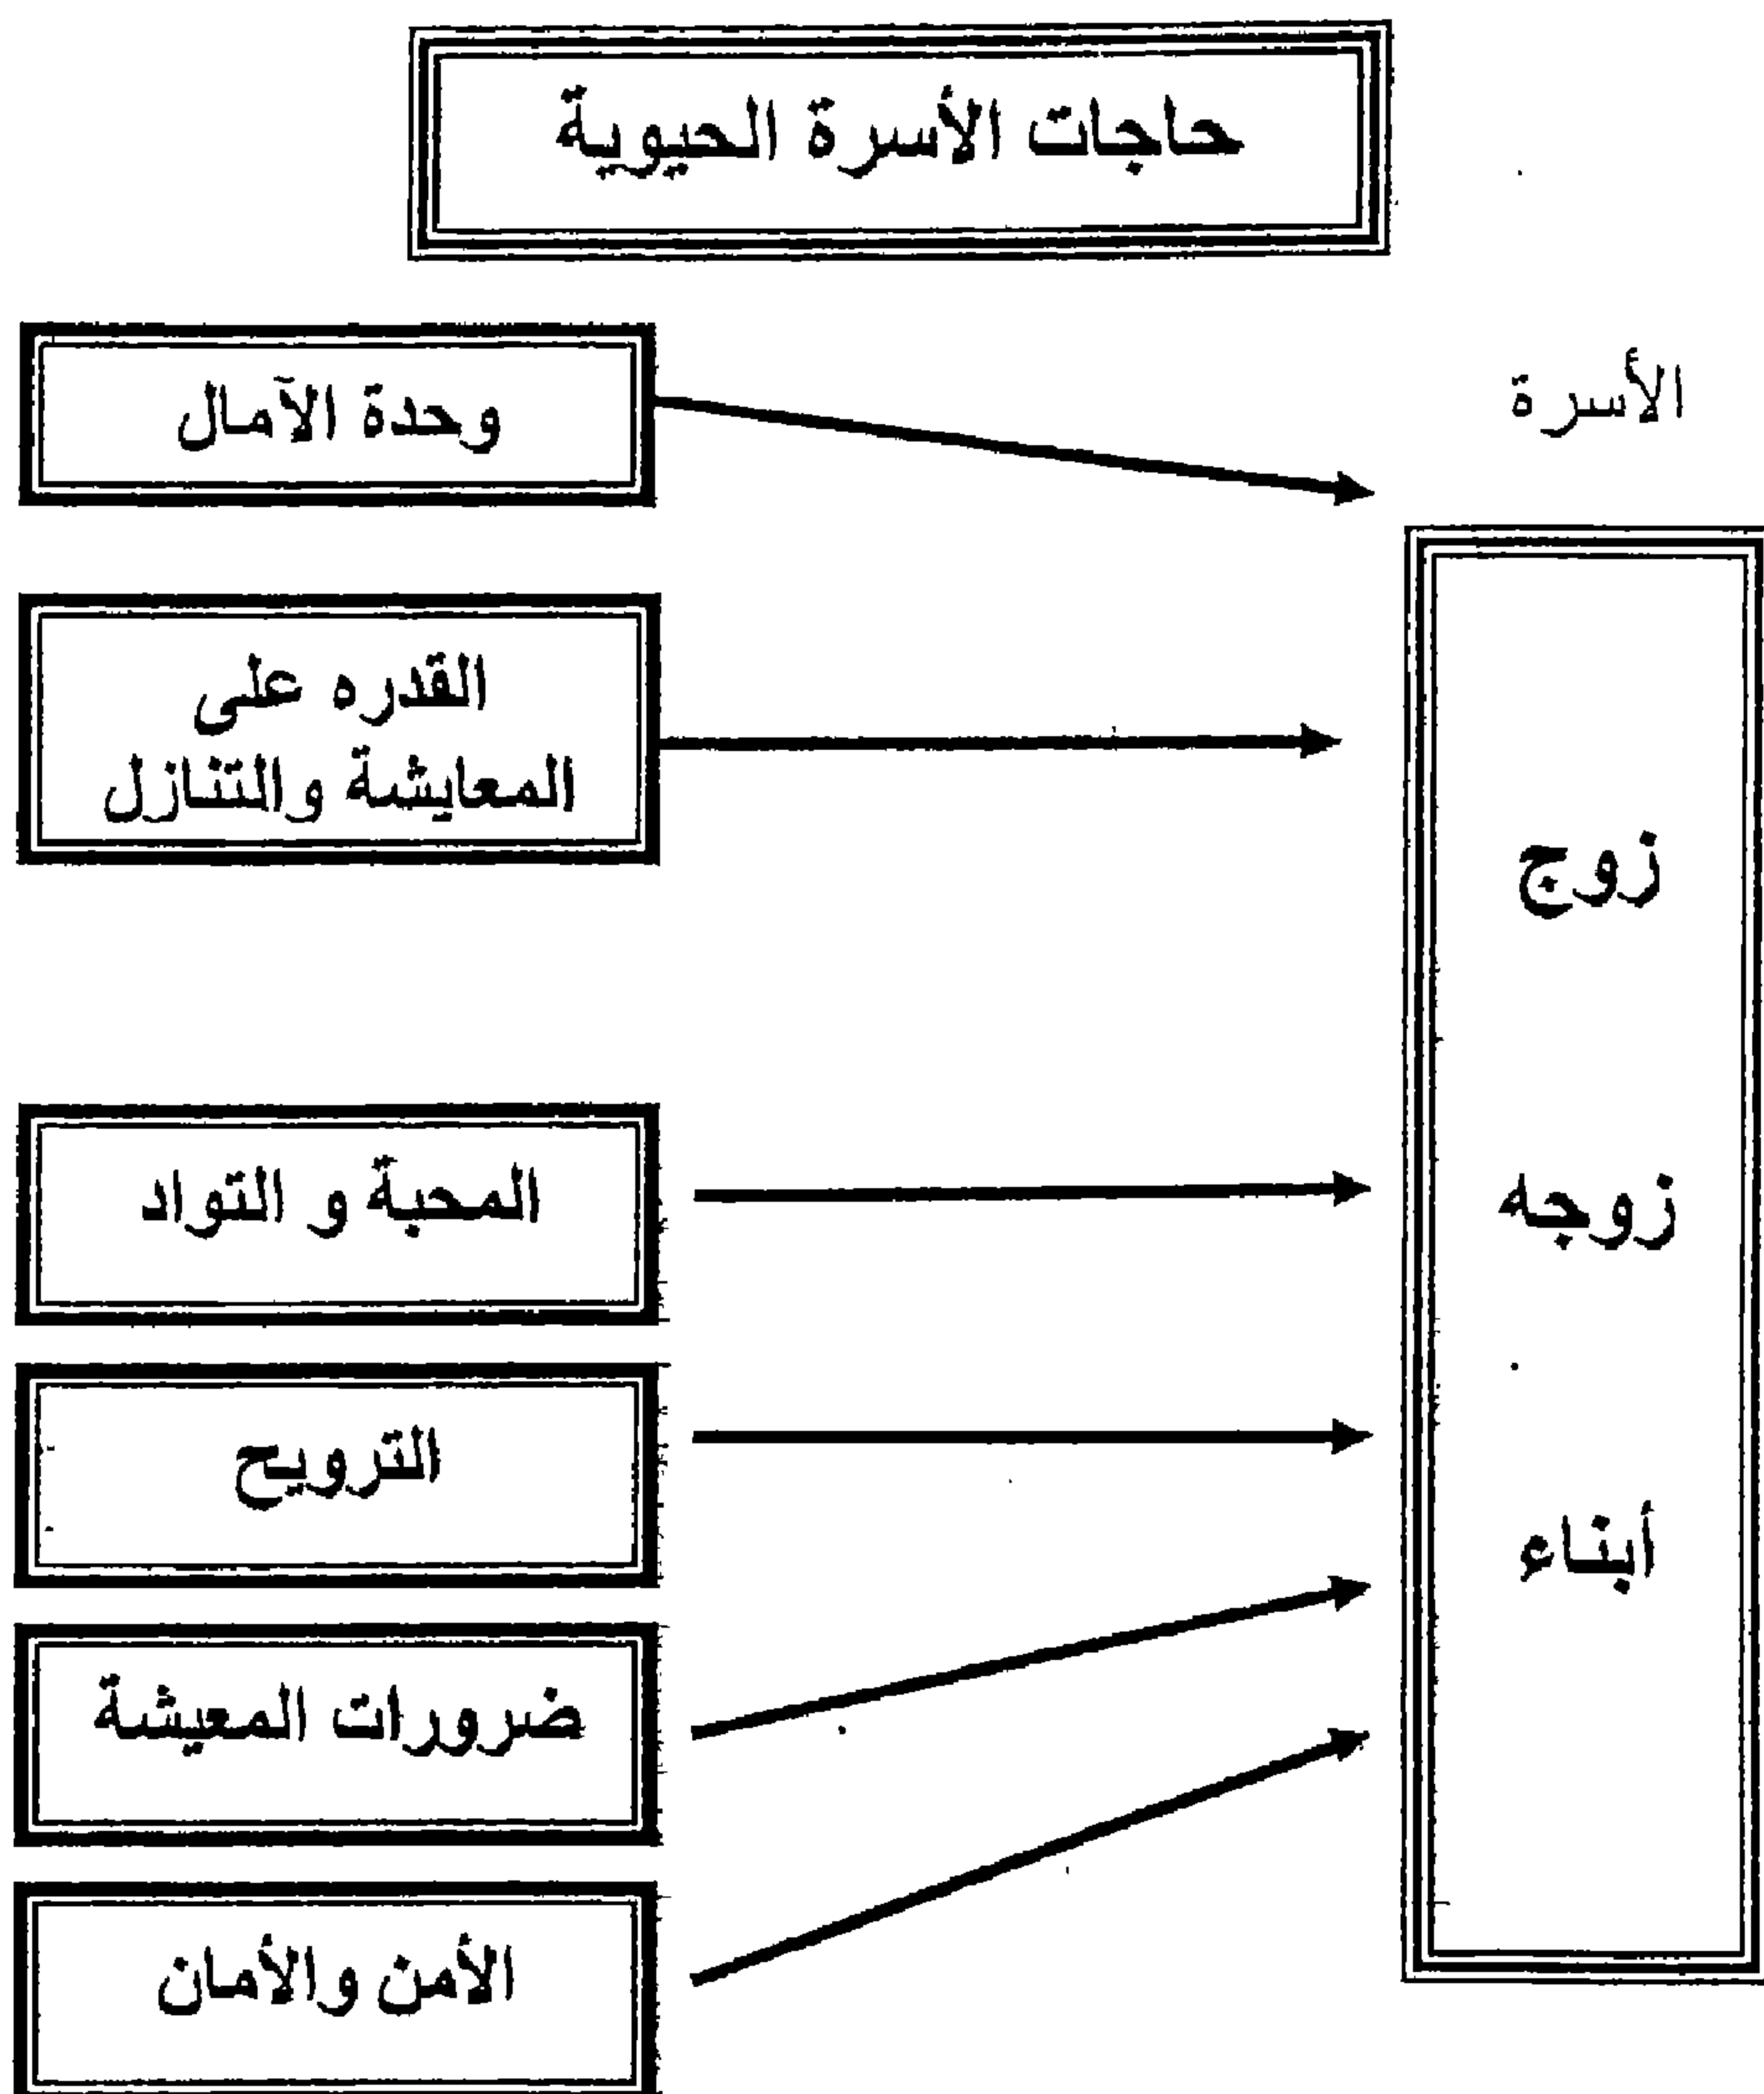 حاجات الأسرة الحيوية
الأسرة
زوج
زوجه
أبناء
وحدة الآمال
القدره على
المعايشة والتنازل
المحبة و التواد
الترويح
ضرورات المعيشة
الأمن والأمان